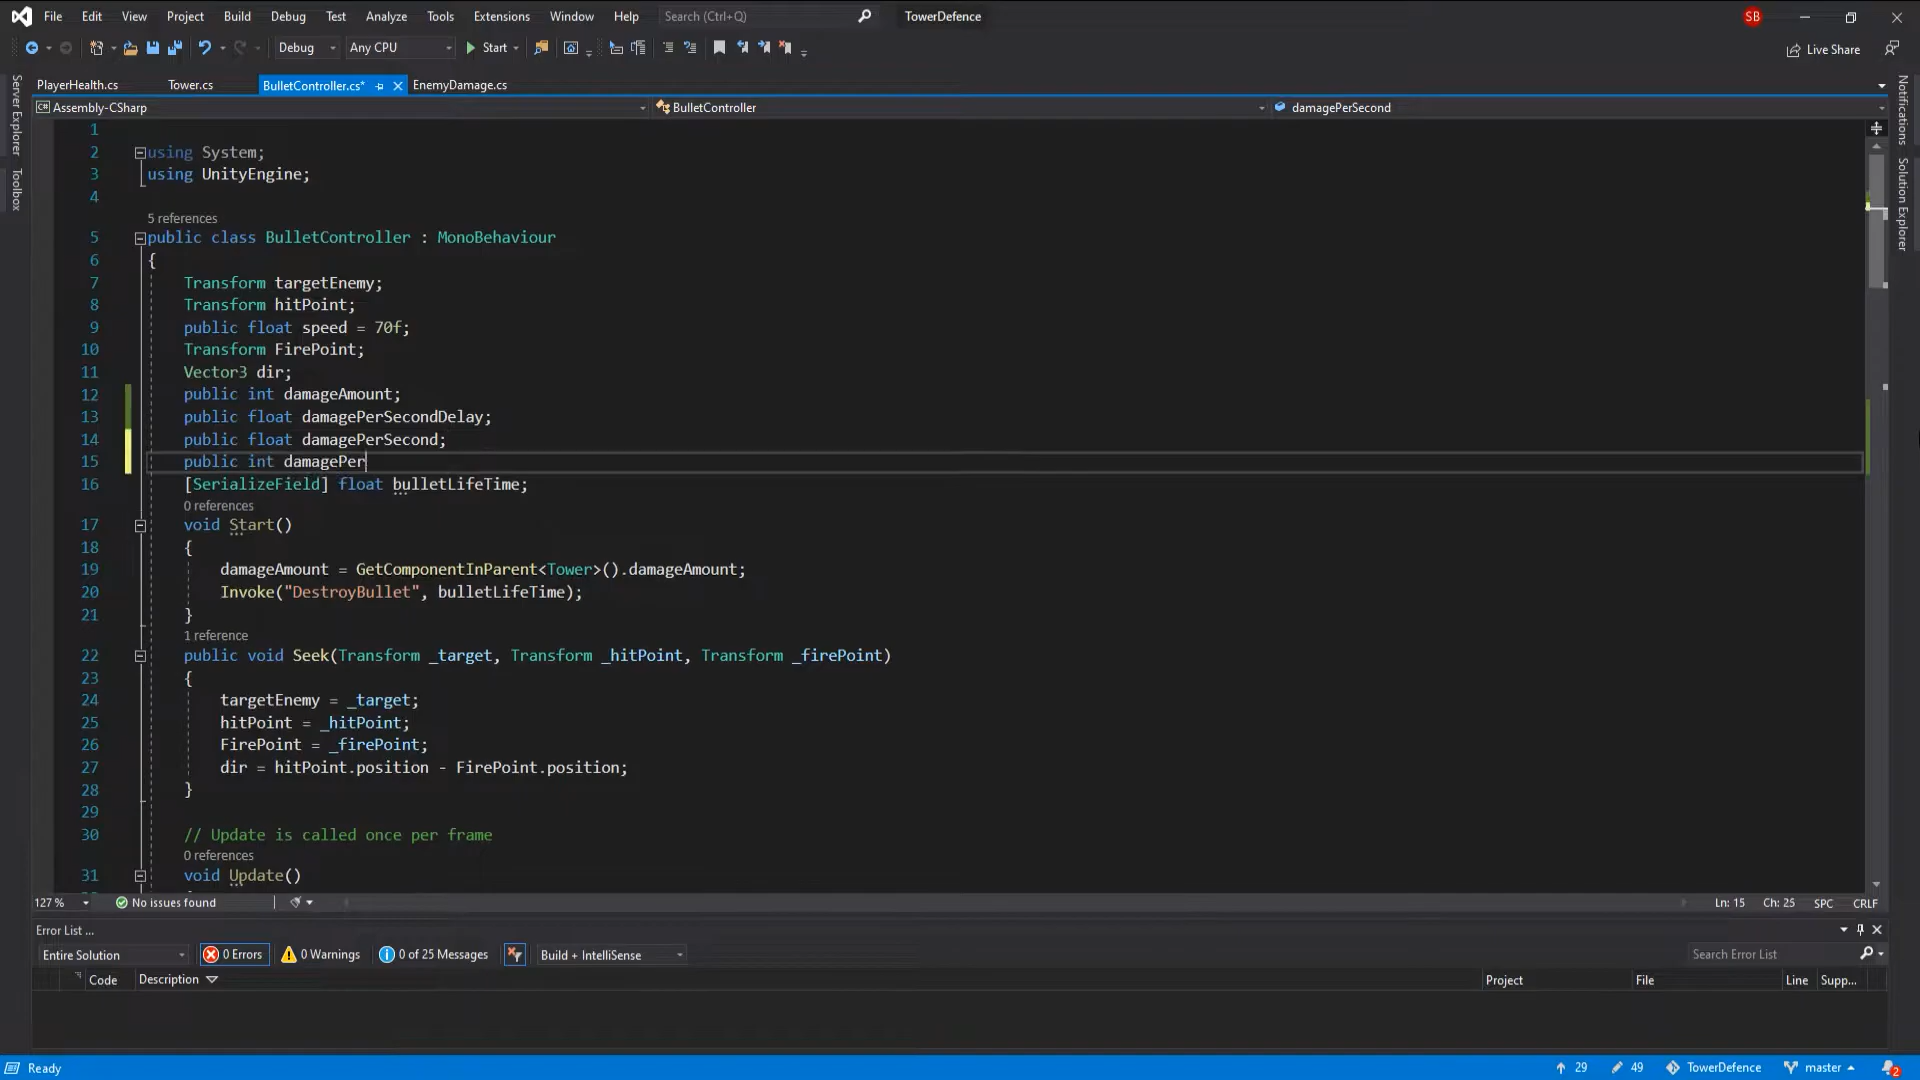 File Edit View Project Build Debug Test Analyze Tools Extensions Window Help Search (Ctrl+Q) TowerDefence SB
Debug Any CPU Start Live Share
PlayerHealth.cs Tower.cs BulletController.cs* EnemyDamage.cs
C# Assembly-CSharp BulletController damagePerSecond
Server Explorer
Toolbox
Notifications
Solution Explorer
1
2 using System;
3 using UnityEngine;
4
5 references
5 public class BulletController : MonoBehaviour
6 {
7 Transform targetEnemy;
8 Transform hitPoint;
9 public float speed = 70f;
10 Transform FirePoint;
11 Vector3 dir;
12 public int damageAmount;
13 public float damagePerSecondDelay;
14 public float damagePerSecond;
15 public int damagePer
16 [SerializeField] float bulletLifeTime;
0 references
17 void Start()
18 {
19 damageAmount = GetComponentInParent<Tower>().damageAmount;
20 Invoke("DestroyBullet", bulletLifeTime);
21 }
1 reference
22 public void Seek(Transform _target, Transform _hitPoint, Transform _firePoint)
23 {
24 targetEnemy = _target;
25 hitPoint = _hitPoint;
26 FirePoint = _firePoint;
27 dir = hitPoint.position - FirePoint.position;
28 }
29
30 // Update is called once per frame
0 references
31 void Update()
127 % No issues found Ln: 15 Ch: 25 SPC CRLF
Error List ...
Entire Solution 0 Errors 0 Warnings 0 of 25 Messages Build + IntelliSense Search Error List
Code Description Project File Line Supp...
Ready 29 49 TowerDefence master 2